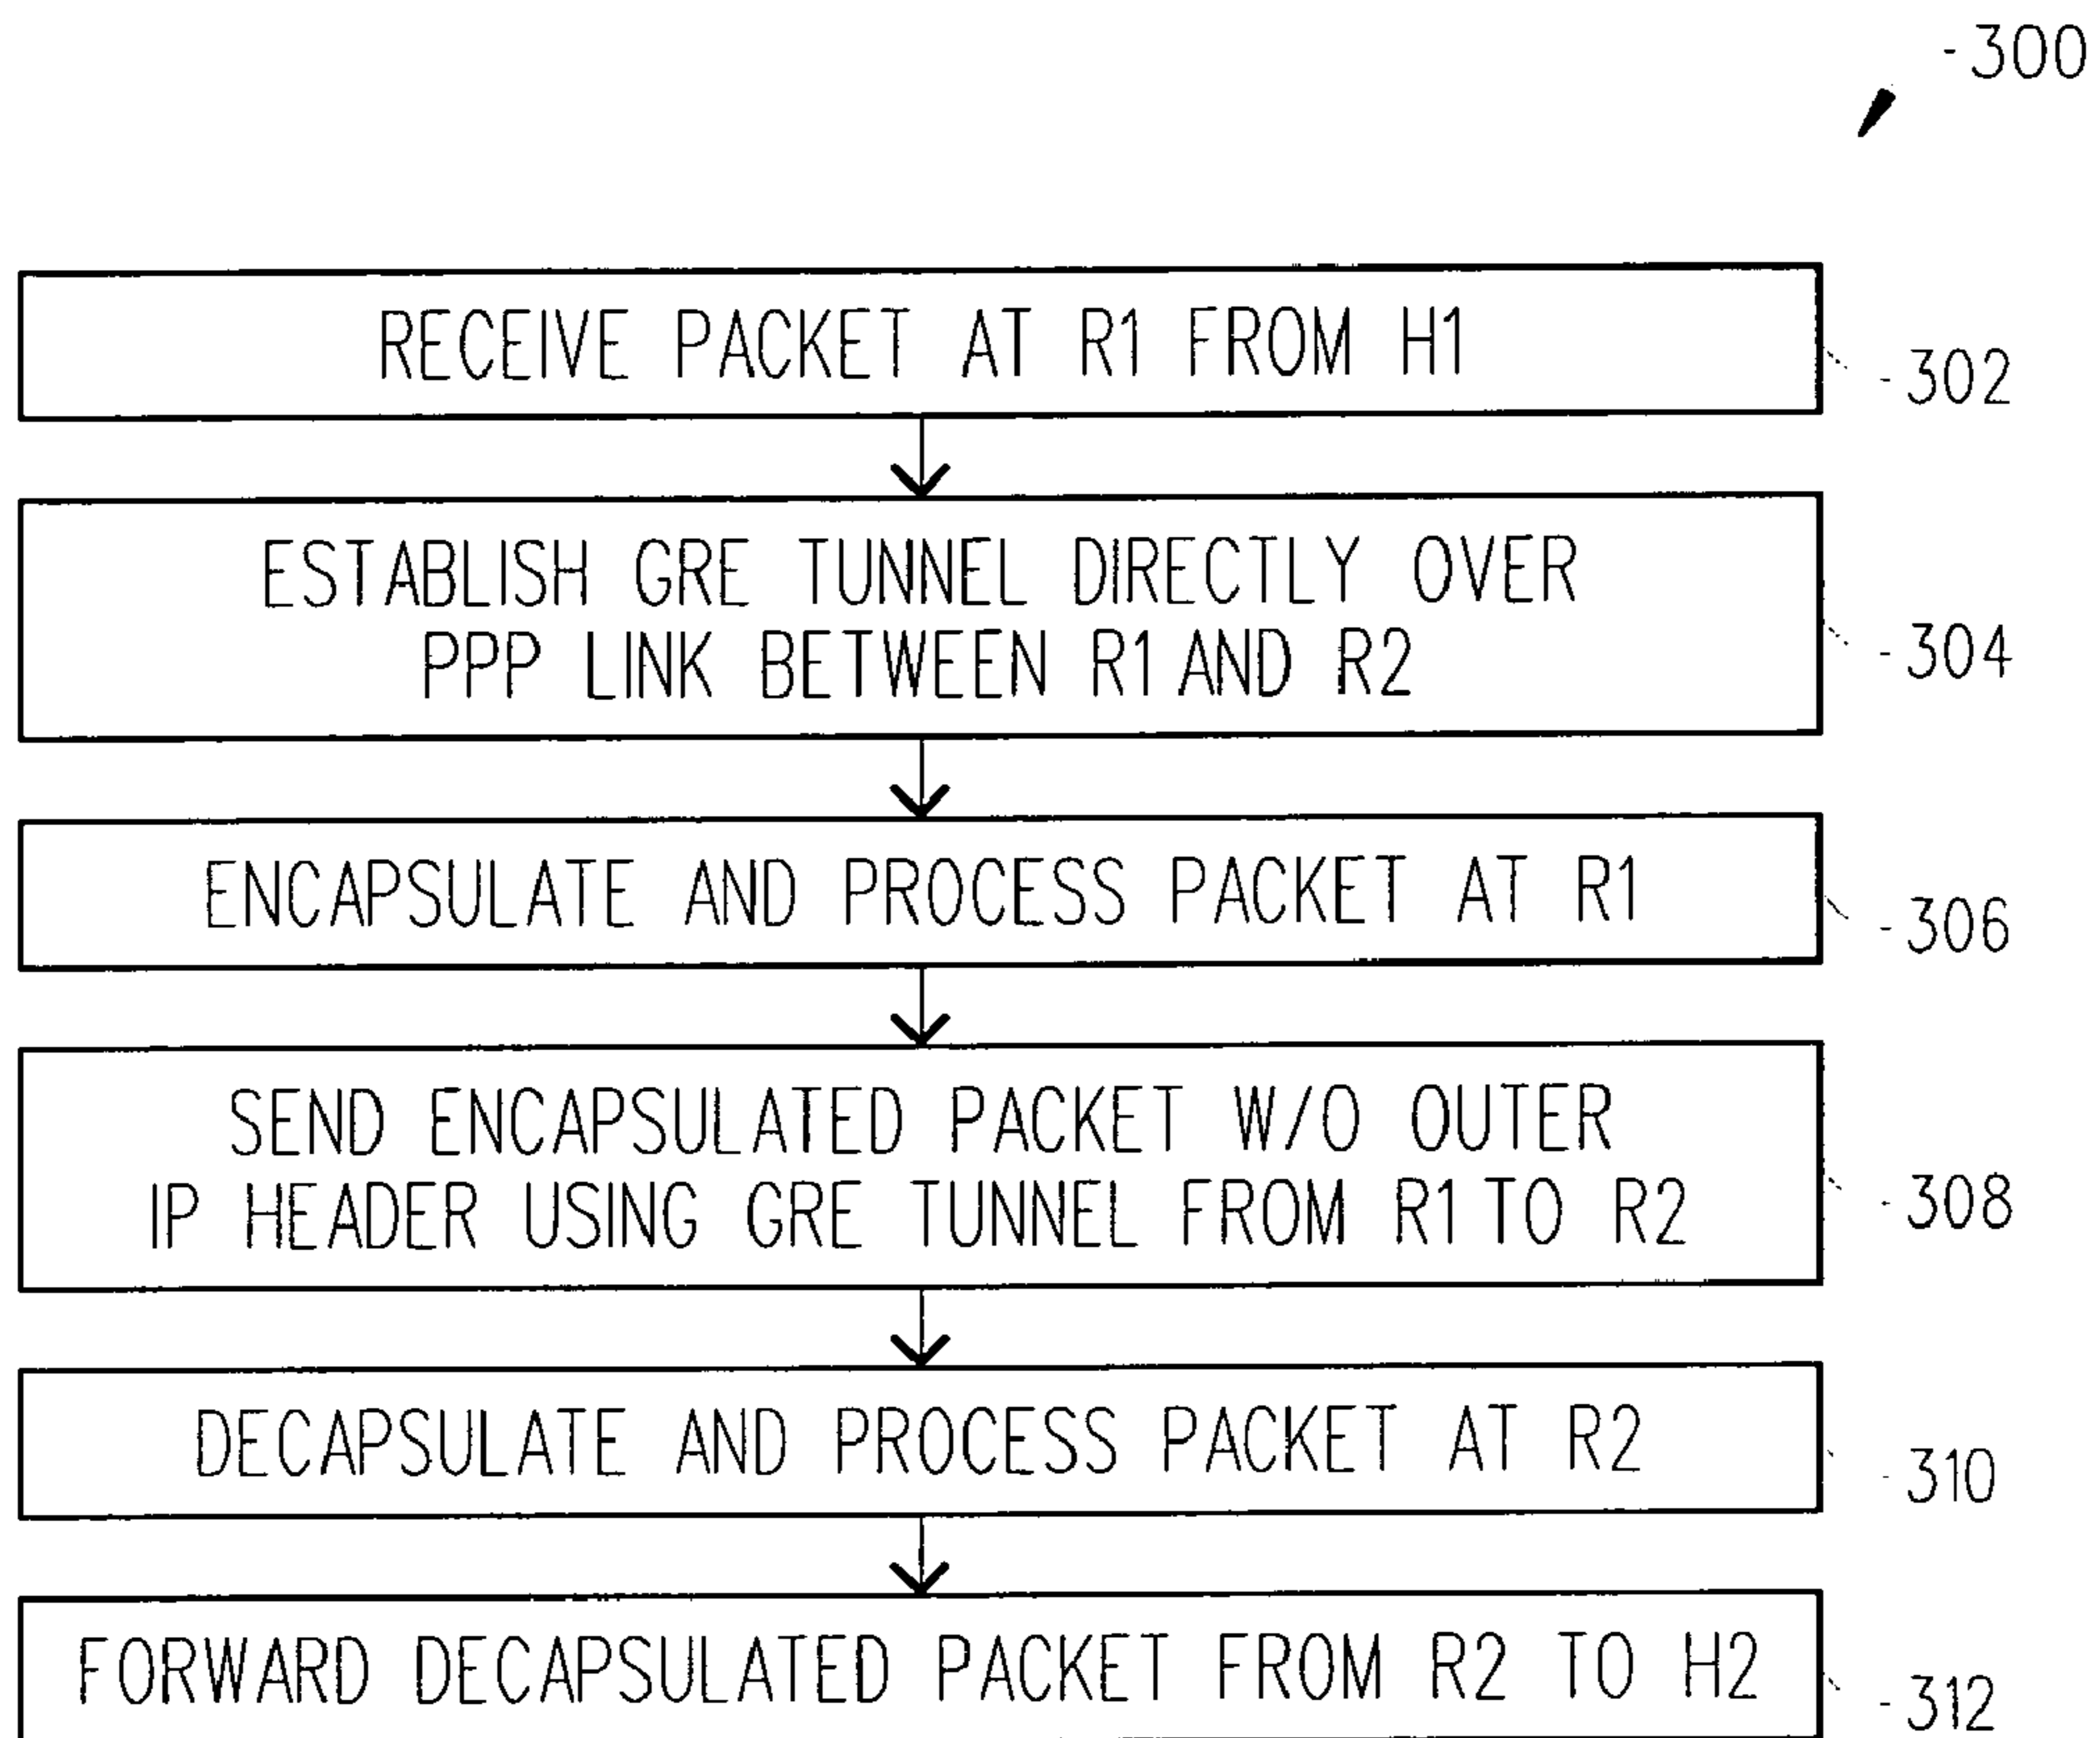 300
RECEIVE PACKET AT R1 FROM H1
302
ESTABLISH GRE TUNNEL DIRECTLY OVER
PPP LINK BETWEEN R1 AND R2
304
ENCAPSULATE AND PROCESS PACKET AT R1
306
SEND ENCAPSULATED PACKET W/O OUTER
IP HEADER USING GRE TUNNEL FROM R1 TO R2
308
DECAPSULATE AND PROCESS PACKET AT R2
310
FORWARD DECAPSULATED PACKET FROM R2 TO H2
312